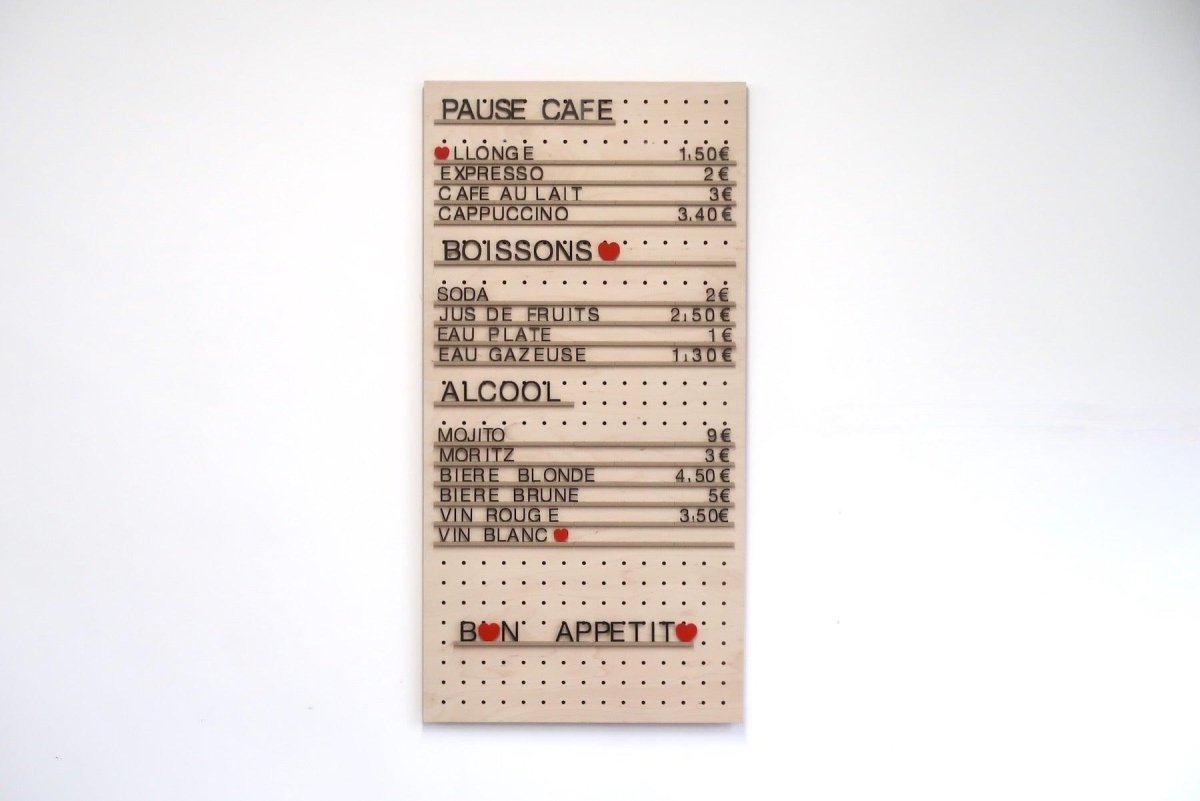 PAUSE CAFE
LLONGE 1,50€
EXPRESSO 2€
CAFE AU LAIT 3€
CAPPUCCINO 3,40€
BOISSONS
SODA 2€
JUS DE FRUITS 2,50€
EAU PLATE 1€
EAU GAZEUSE 1,30€
ALCOOL
MOJITO 9€
MORITZ 3€
BIERE BLONDE 4,50€
BIERE BRUNE 5€
VIN ROUGE 3,50€
VIN BLANC
B N APPETIT